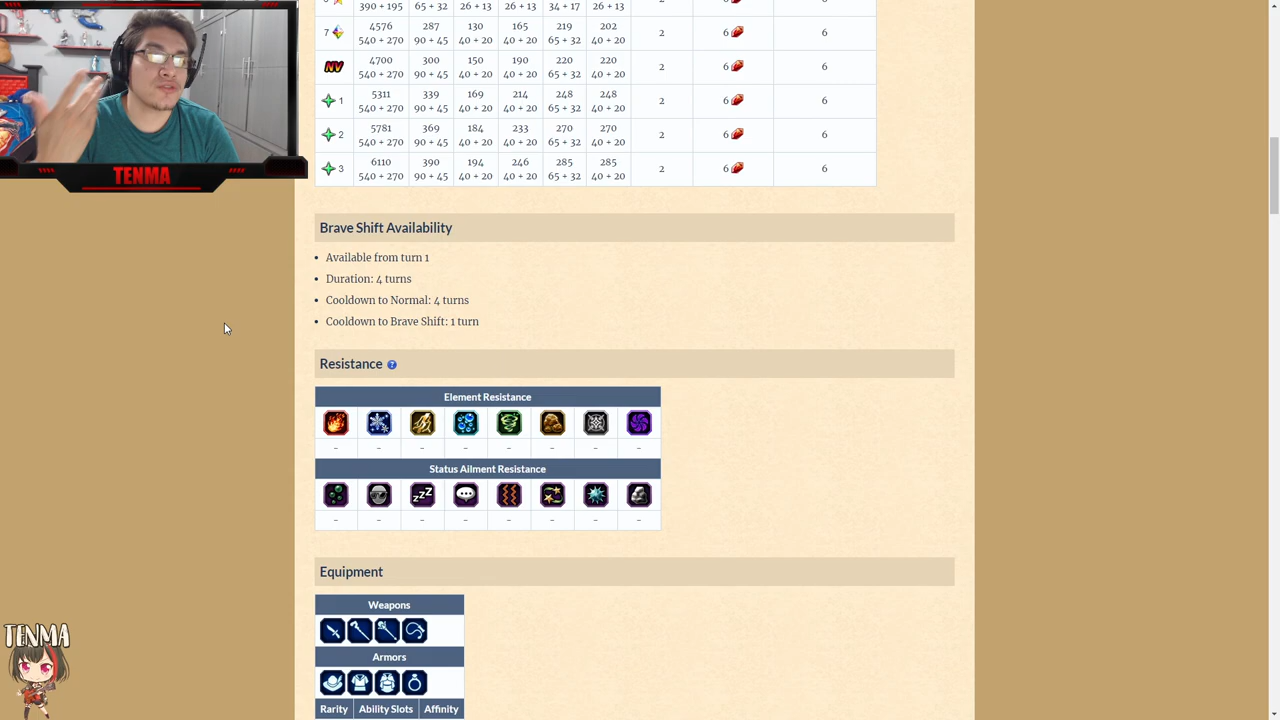 390 + 195 65 + 32 26 + 13 26 + 13 34 + 17 26 + 13
7 4576 287 130 165 219 202 2 6 6
540 + 270 90 + 45 40 + 20 40 + 20 65 + 32 40 + 20
NV 4700 300 150 190 220 220 2 6 6
540 + 270 90 + 45 40 + 20 40 + 20 65 + 32 40 + 20
1 5311 339 169 214 248 248 2 6 6
540 + 270 90 + 45 40 + 20 40 + 20 65 + 32 40 + 20
2 5781 369 184 233 270 270 2 6 6
540 + 270 90 + 45 40 + 20 40 + 20 65 + 32 40 + 20
3 6110 390 194 246 285 285 2 6 6
540 + 270 90 + 45 40 + 20 40 + 20 65 + 32 40 + 20
TENMA
Brave Shift Availability
• Available from turn 1
• Duration: 4 turns
• Cooldown to Normal: 4 turns
• Cooldown to Brave Shift: 1 turn
Resistance ?
Element Resistance
- - - - - - - -
Status Ailment Resistance
zZZ
- - - - - - - -
Equipment
Weapons
Armors
Rarity Ability Slots Affinity
TENMA